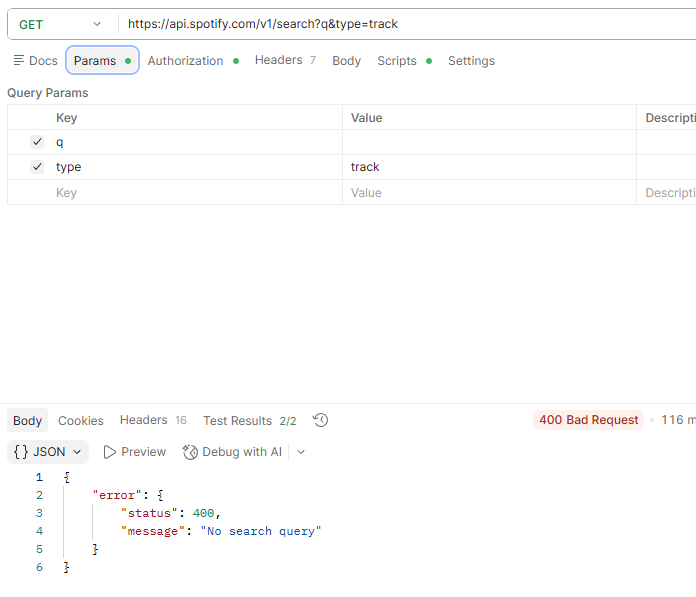 GET https://api.spotify.com/v1/search?q&type=track
Docs Params Authorization Headers 7 Body Scripts Settings
Query Params
Key Value Descripti
q
type track
Key Value Descripti
Body Cookies Headers 16 Test Results 2/2 400 Bad Request 116 m
{} JSON Preview Debug with AI
1 {
2 "error": {
3 "status": 400,
4 "message": "No search query"
5 }
6 }